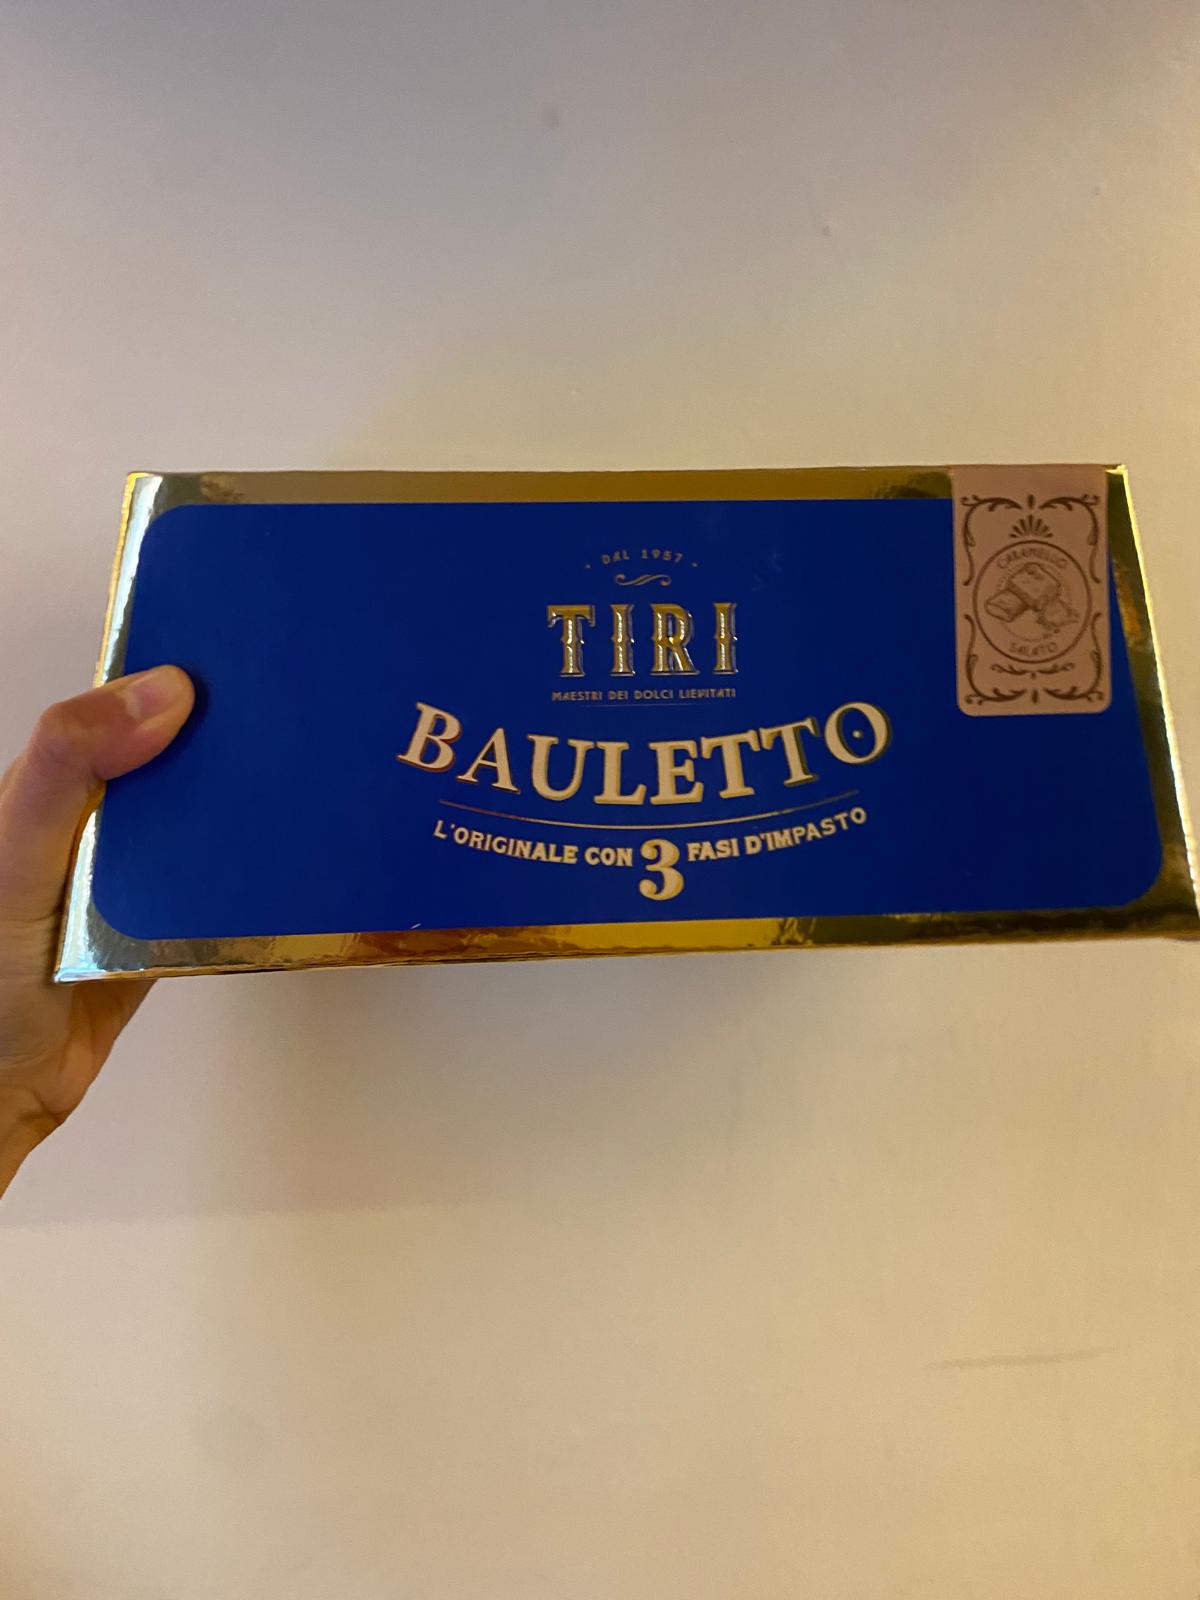 · DAL 1957 ·
TIRI
MAESTRI DEI DOLCI LIEVITATI
BAULETTO
L'ORIGINALE CON 3 FASI D'IMPASTO
CARAMELLO
SALATO